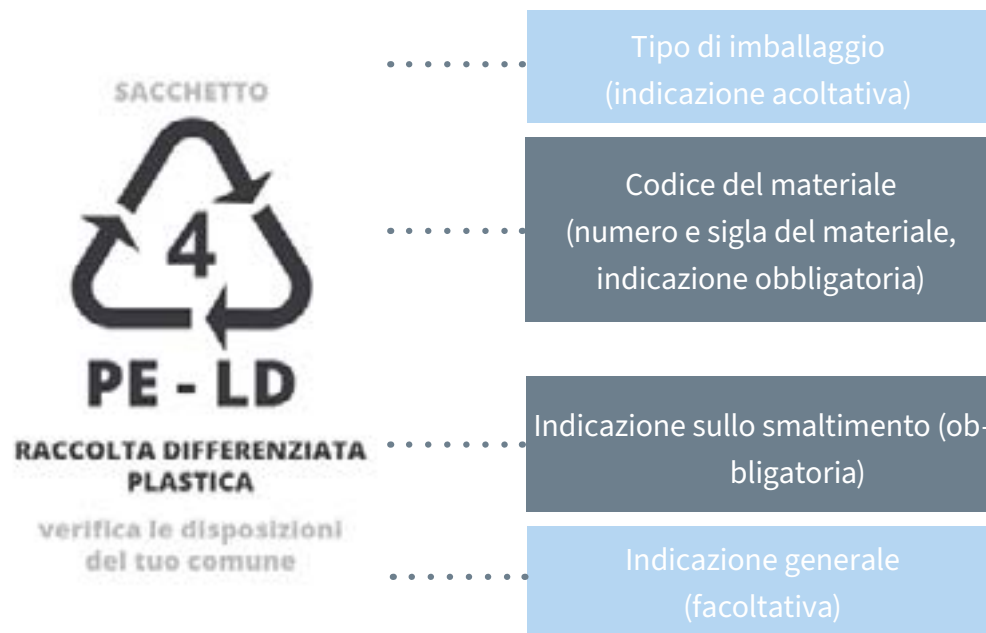 SACCHETTO
4
PE - LD
RACCOLTA DIFFERENZIATA
PLASTICA
verifica le disposizioni
del tuo comune
Tipo di imballaggio
(indicazione acoltativa)
Codice del materiale
(numero e sigla del materiale,
indicazione obbligatoria)
Indicazione sullo smaltimento (ob-
bligatoria)
Indicazione generale
(facoltativa)